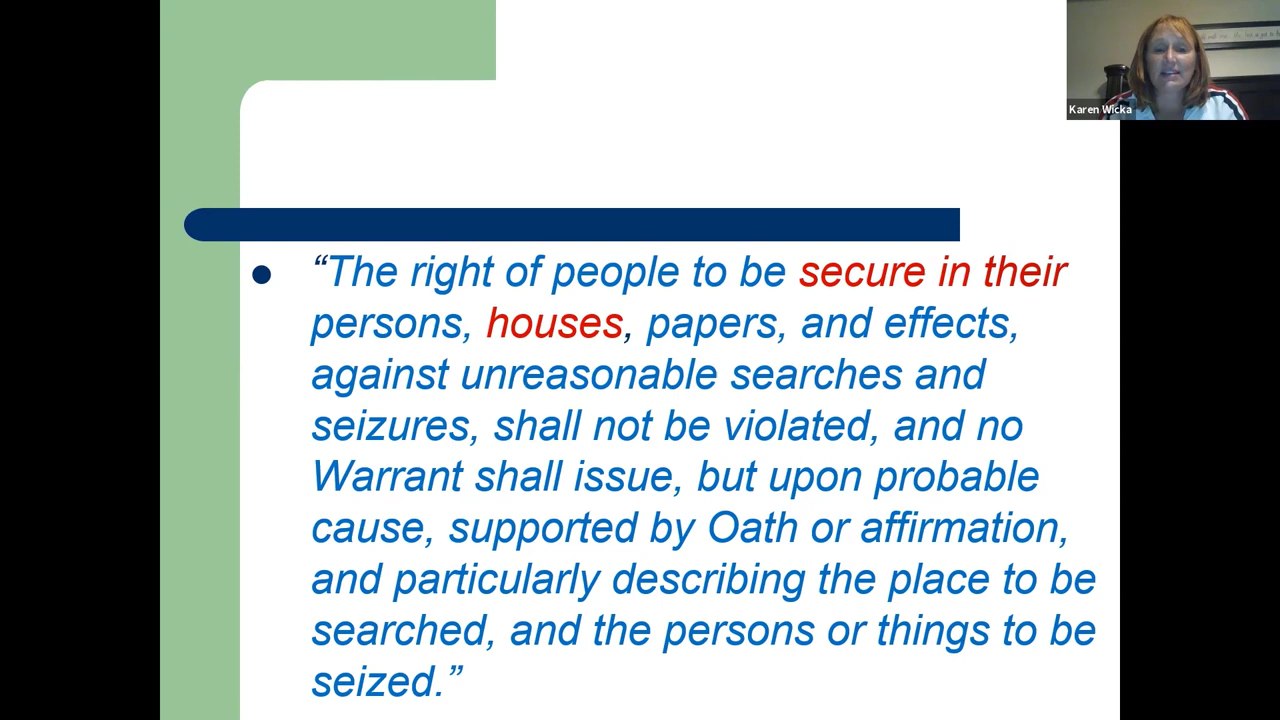 Karen Wicka
● “The right of people to be secure in their
persons, houses, papers, and effects,
against unreasonable searches and
seizures, shall not be violated, and no
Warrant shall issue, but upon probable
cause, supported by Oath or affirmation,
and particularly describing the place to be
searched, and the persons or things to be
seized.”